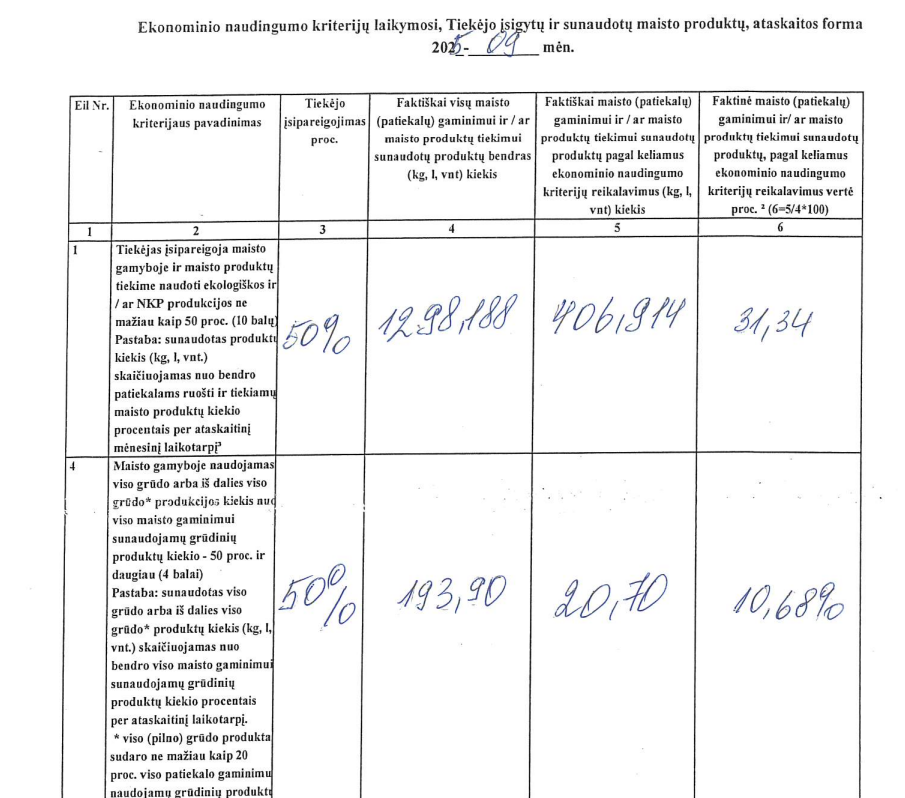 Ekonominio naudingumo kriterijų laikymosi, Tiekėjo įsigytų ir sunaudotų maisto produktų, ataskaitos forma
2025- 09 mėn.
Eil Nr.
Ekonominio naudingumo
kriterijaus pavadinimas
Tiekėjo
įsipareigojimas
proc.
Faktiškai visų maisto
(patiekalų) gaminimui ir / ar
maisto produktų tiekimui
sunaudotų produktų bendras
(kg, l, vnt) kiekis
Faktiškai maisto (patiekalų)
gaminimui ir / ar maisto
produktų tiekimui sunaudotų
produktų pagal keliamus
ekonominio naudingumo
kriterijų reikalavimus (kg, l,
vnt) kiekis
Faktinė maisto (patiekalų)
gaminimui ir/ ar maisto
produktų tiekimui sunaudotų
produktų, pagal keliamus
ekonominio naudingumo
kriterijų reikalavimus vertė
proc. ² (6=5/4*100)
1
2
3
4
5
6
1
Tiekėjas įsipareigoja maisto
gamyboje ir maisto produktų
tiekime naudoti ekologiškos ir
/ ar NKP produkcijos ne
mažiau kaip 50 proc. (10 balų)
Pastaba: sunaudotas produktų
kiekis (kg, l, vnt.)
skaičiuojamas nuo bendro
patiekalams ruošti ir tiekiamų
maisto produktų kiekio
procentais per ataskaitinį
mėnesinį laikotarpį³
50%
1298,188
406,914
31,34
4
Maisto gamyboje naudojamas
viso grūdo arba iš dalies viso
grūdo* produkcijos kiekis nuo
viso maisto gaminimui
sunaudojamų grūdinių
produktų kiekio - 50 proc. ir
daugiau (4 balai)
Pastaba: sunaudotas viso
grūdo arba iš dalies viso
grūdo* produktų kiekis (kg, l,
vnt.) skaičiuojamas nuo
bendro viso maisto gaminimui
sunaudojamų grūdinių
produktų kiekio procentais
per ataskaitinį laikotarpį.
* viso (pilno) grūdo produktai
sudaro ne mažiau kaip 20
proc. viso patiekalo gaminimui
naudojamų grūdinių produktų
50%
193,90
20,70
10,68%